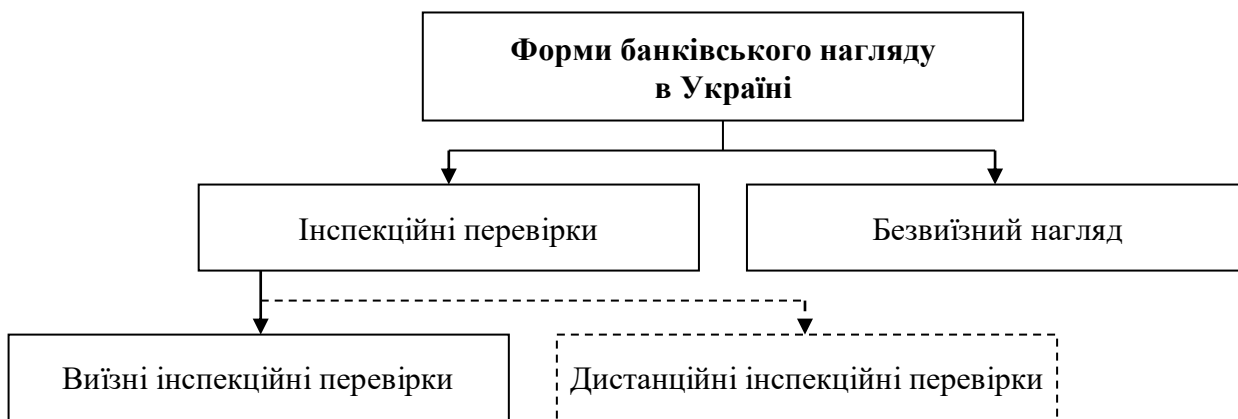 Форми банківського нагляду
в Україні
Інспекційні перевірки
Безвиїзний нагляд
Виїзні інспекційні перевірки
Дистанційні інспекційні перевірки